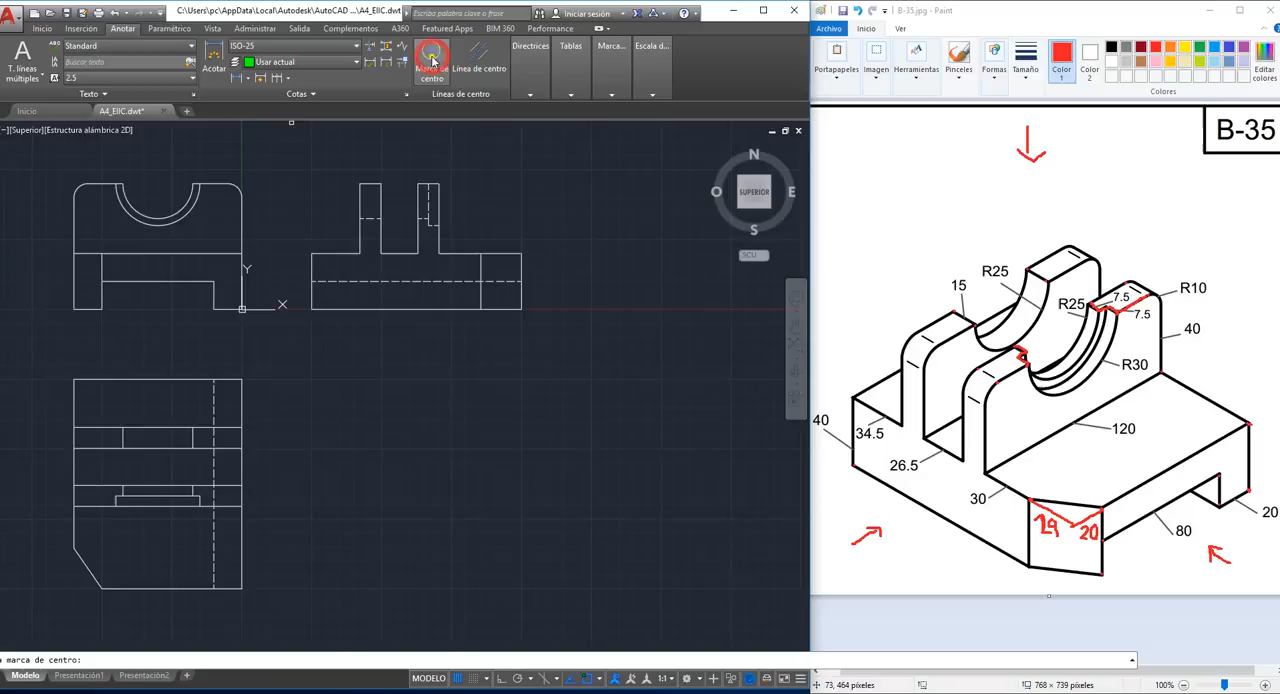 C:\Users\pc\AppData\Local\Autodesk ...\A4_EIIC.dwt*
Escriba palabra clave o frase
Iniciar sesión
Inicio
Inserción
Anotar
Paramétrico
Vista
Administrar
Salida
Complementos
A360
Featured Apps
BIM 360
Performance
A
T. líneas
múltiples
Standard
Buscar texto
2.5
Texto
Acotar
ISO-25
Usar actual
Cotas
Marca de
centro
Línea de centro
Líneas de centro
Directrices
Tablas
Marca...
Escala d...
Inicio
A4_EIIC.dwt*
[Superior][Estructura alámbrica 2D]
N
O
SUPERIOR
E
S
SCU
Y
X
marca de centro:
Modelo
Presentación1
Presentación2
MODELO
1:1
B-35.jpg - Paint
Archivo
Inicio
Ver
Portapapeles
Imagen
Herramientas
Pinceles
Formas
Tamaño
Color
1
Color
2
Editar
colores
Colores
B-35
R25
15
R25
7.5
7.5
R10
40
R30
40
34.5
26.5
120
30
20
80
20
73, 464 píxeles
768 × 739 píxeles
100%